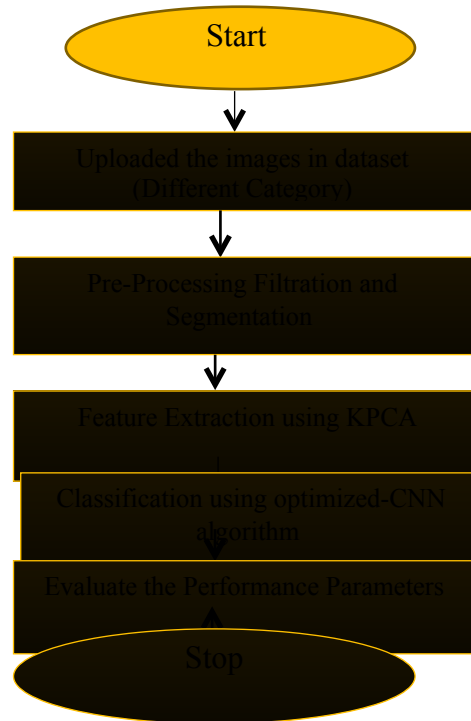 Start
Uploaded the images in dataset
(Different Category)
Pre-Processing Filtration and
Segmentation
Feature Extraction using KPCA
Classification using optimized-CNN
algorithm
Evaluate the Performance Parameters
Stop